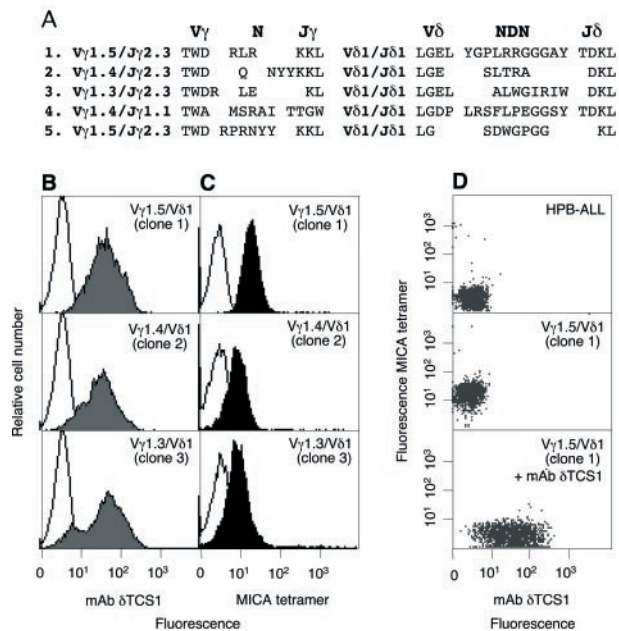 A
Vγ N Jγ Vδ NDN Jδ
1. Vγ1.5/Jγ2.3 TWD RLR KKL Vδ1/Jδ1 LGEL YGPLRRGGGAY TDKL
2. Vγ1.4/Jγ2.3 TWD Q NYYKKL Vδ1/Jδ1 LGE SLTRA DKL
3. Vγ1.3/Jγ2.3 TWDR LE KL Vδ1/Jδ1 LGEL ALWGIRIW DKL
4. Vγ1.4/Jγ1.1 TWA MSRAI TTGW Vδ1/Jδ1 LGDP LRSFLPEGGSY TDKL
5. Vγ1.5/Jγ2.3 TWD RPRNYY KKL Vδ1/Jδ1 LG SDWGPGG KL
B
Relative cell number
Vγ1.5/Vδ1
(clone 1)
Vγ1.4/Vδ1
(clone 2)
Vγ1.3/Vδ1
(clone 3)
0 10¹ 10² 10³
mAb δTCS1
C
Vγ1.5/Vδ1
(clone 1)
Vγ1.4/Vδ1
(clone 2)
Vγ1.3/Vδ1
(clone 3)
0 10¹ 10² 10³
MICA tetramer
Fluorescence
D
Fluorescence MICA tetramer
HPB-ALL
10³
10²
10¹
Vγ1.5/Vδ1
(clone 1)
10³
10²
10¹
Vγ1.5/Vδ1
(clone 1)
+ mAb δTCS1
10³
10²
10¹
0 10¹ 10² 10³
mAb δTCS1
Fluorescence